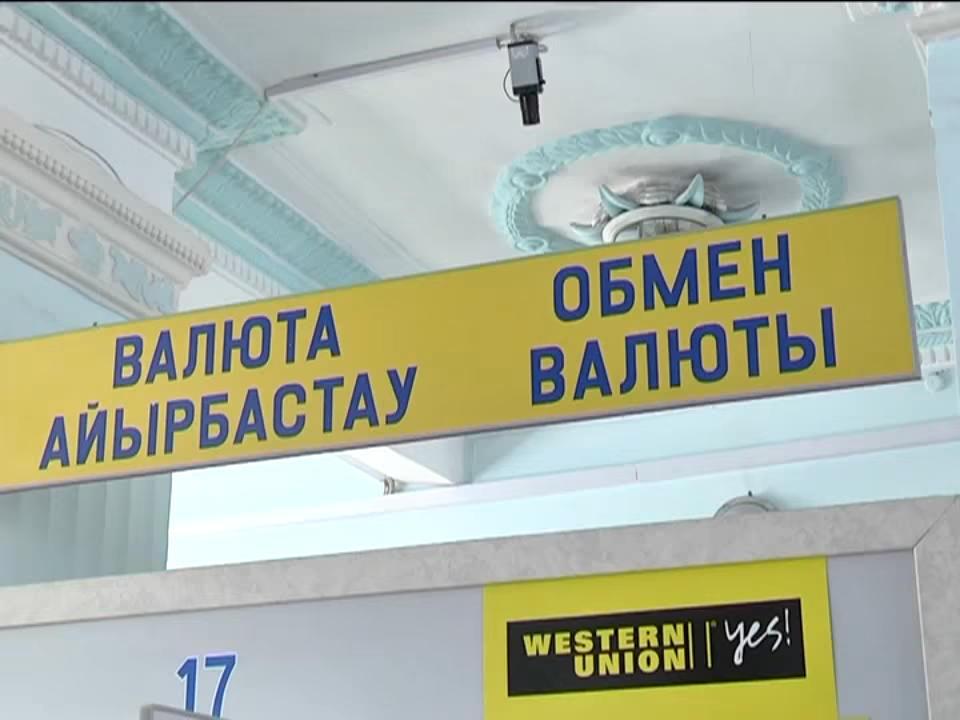 ВАЛЮТА
АЙЫРБАСТАУ
ОБМЕН
ВАЛЮТЫ
WESTERN
UNION
yes!
17